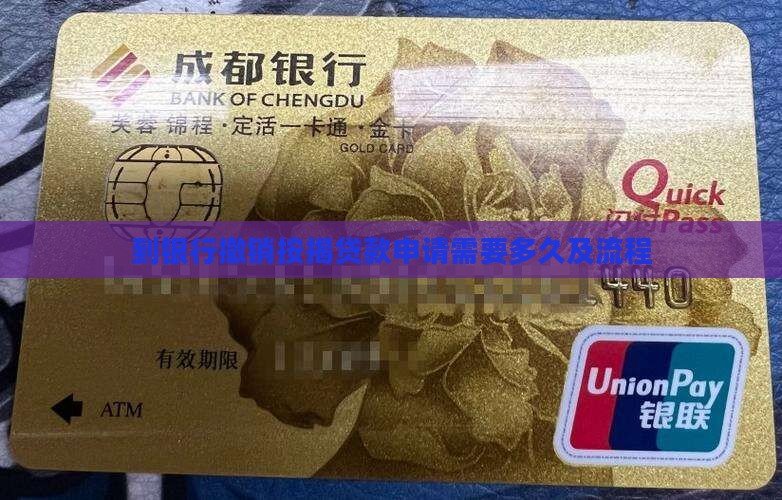 成都银行
BANK OF CHENGDU
芙蓉 锦程·定活一卡通·金卡
GOLD CARD
Quick
闪付Pass
到银行撤销按揭贷款申请需要多久及流程
1440
有效期限
ATM
UnionPay
银联